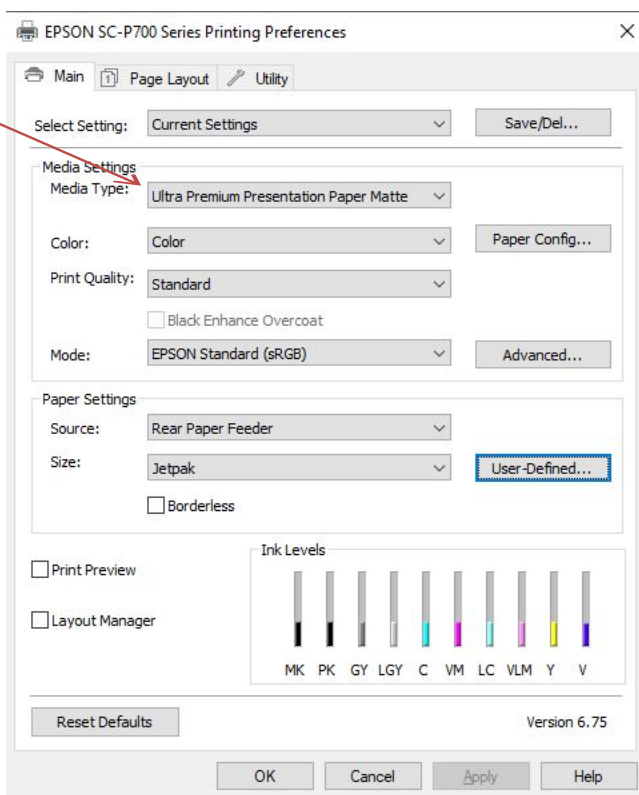 EPSON SC-P700 Series Printing Preferences
Main Page Layout Utility
Select Setting: Current Settings Save/Del...
Media Settings
Media Type: Ultra Premium Presentation Paper Matte
Color: Color Paper Config...
Print Quality: Standard
Black Enhance Overcoat
Mode: EPSON Standard (sRGB) Advanced...
Paper Settings
Source: Rear Paper Feeder
Size: Jetpak User-Defined...
Borderless
Print Preview
Ink Levels
Layout Manager
MK PK GY LGY C VM LC VLM Y V
Reset Defaults Version 6.75
OK Cancel Apply Help